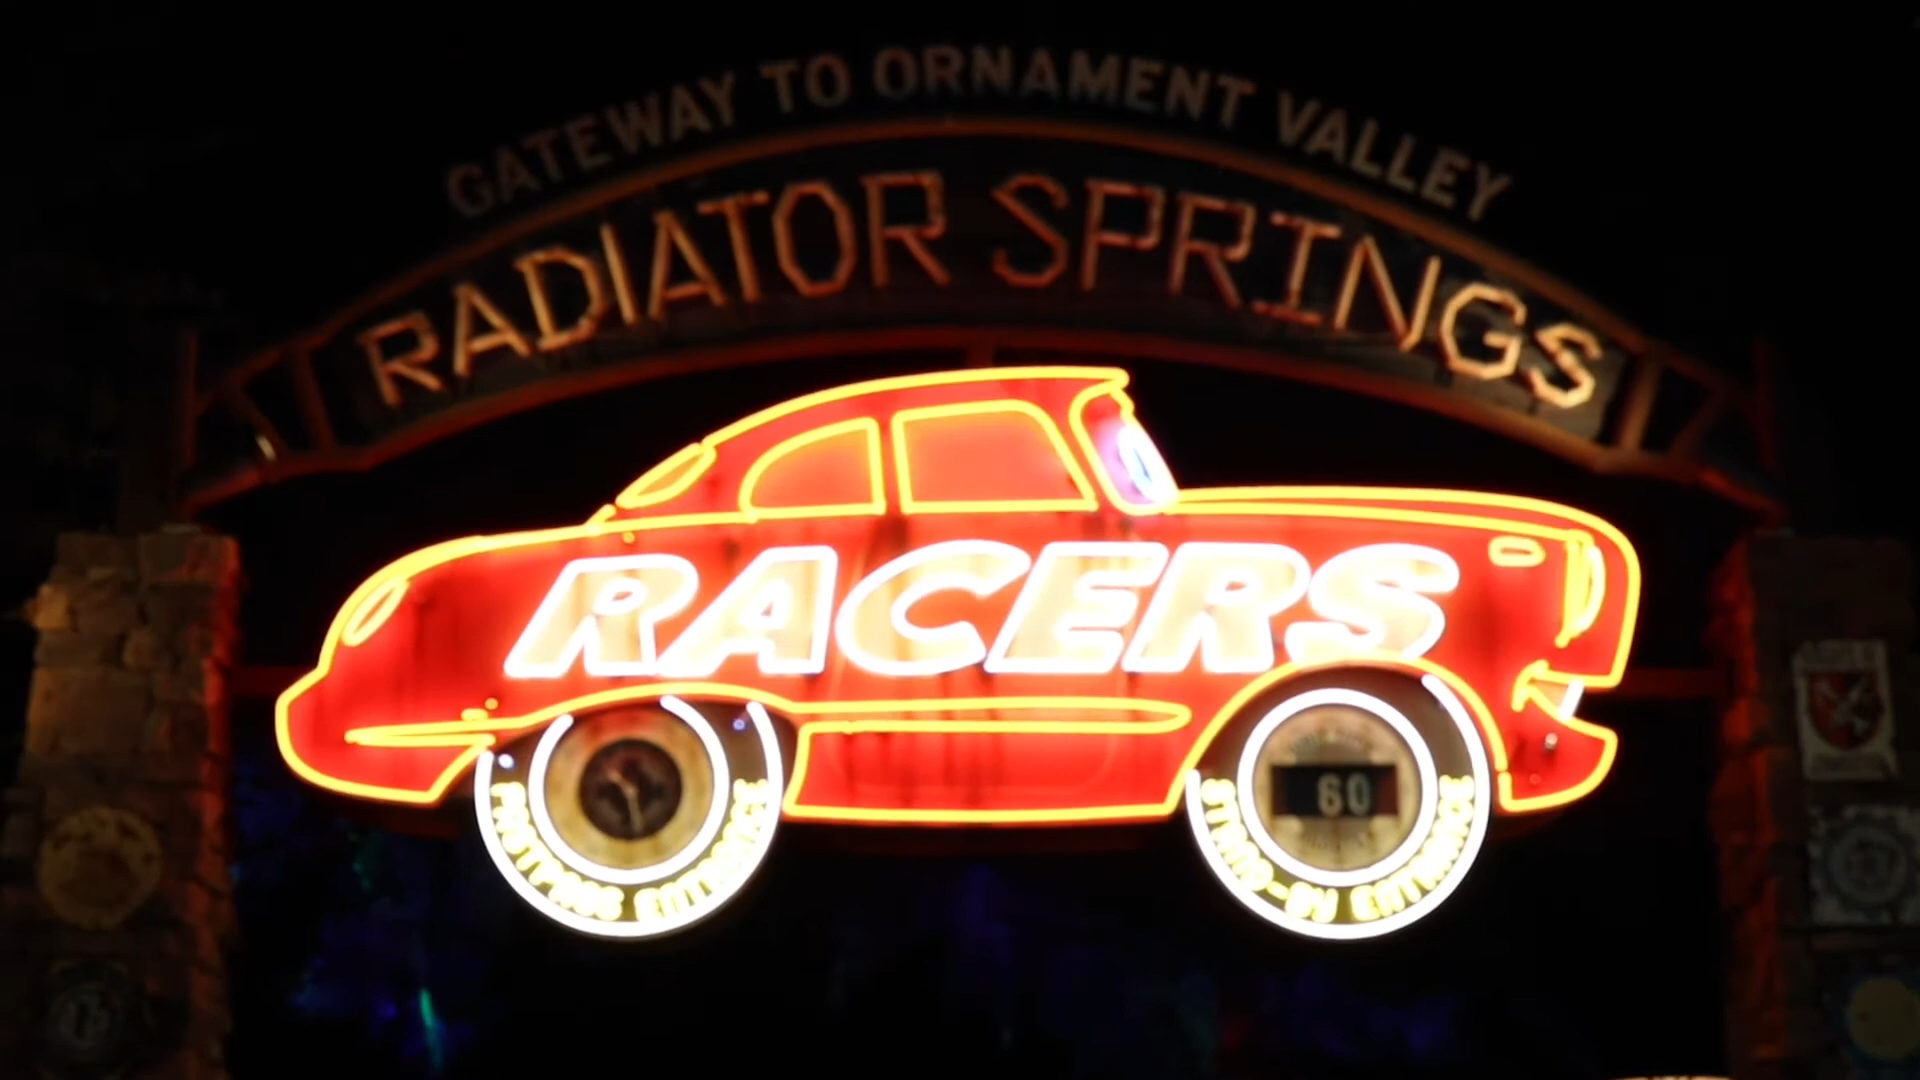 GATEWAY TO ORNAMENT VALLEY
RADIATOR SPRINGS
RACERS
FASTPASS ENTRANCE
60
STAND-BY ENTRANCE